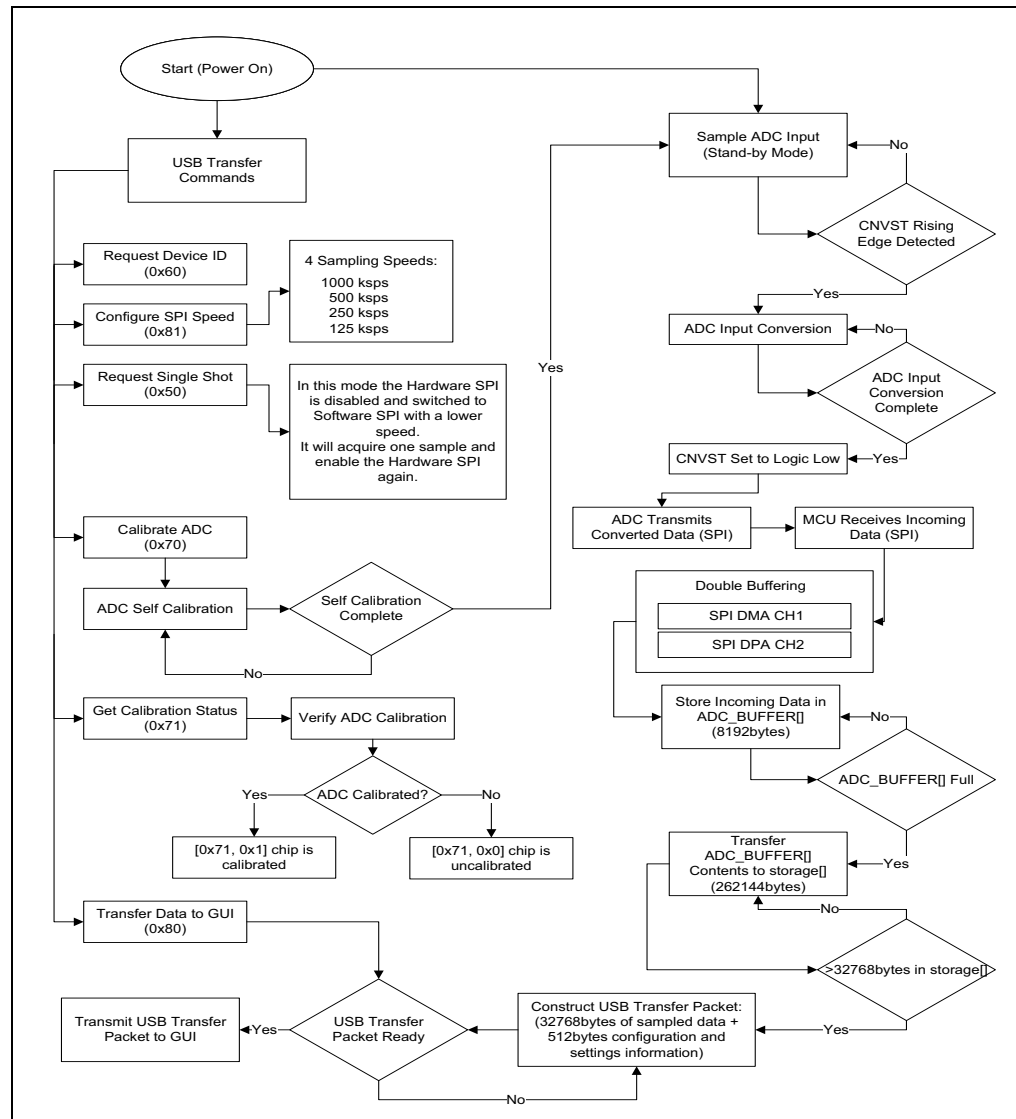 Start (Power On)
USB Transfer
Commands
Request Device ID
(0x60)
Configure SPI Speed
(0x81)
4 Sampling Speeds:
1000 ksps
500 ksps
250 ksps
125 ksps
Request Single Shot
(0x50)
In this mode the Hardware SPI
is disabled and switched to
Software SPI with a lower
speed.
It will acquire one sample and
enable the Hardware SPI
again.
Calibrate ADC
(0x70)
ADC Self Calibration
Self Calibration
Complete
No
Yes
Get Calibration Status
(0x71)
Verify ADC Calibration
ADC Calibrated?
Yes
No
[0x71, 0x1] chip is
calibrated
[0x71, 0x0] chip is
uncalibrated
Transfer Data to GUI
(0x80)
Transmit USB Transfer
Packet to GUI
Yes
USB Transfer
Packet Ready
No
Sample ADC Input
(Stand-by Mode)
No
CNVST Rising
Edge Detected
Yes
ADC Input Conversion
No
ADC Input
Conversion
Complete
Yes
CNVST Set to Logic Low
ADC Transmits
Converted Data (SPI)
MCU Receives Incoming
Data (SPI)
Double Buffering
SPI DMA CH1
SPI DPA CH2
Store Incoming Data in
ADC_BUFFER[]
(8192bytes)
No
ADC_BUFFER[] Full
Yes
Transfer
ADC_BUFFER[]
Contents to storage[]
(262144bytes)
No
>32768bytes in storage[]
Yes
Construct USB Transfer Packet:
(32768bytes of sampled data +
512bytes configuration and
settings information)